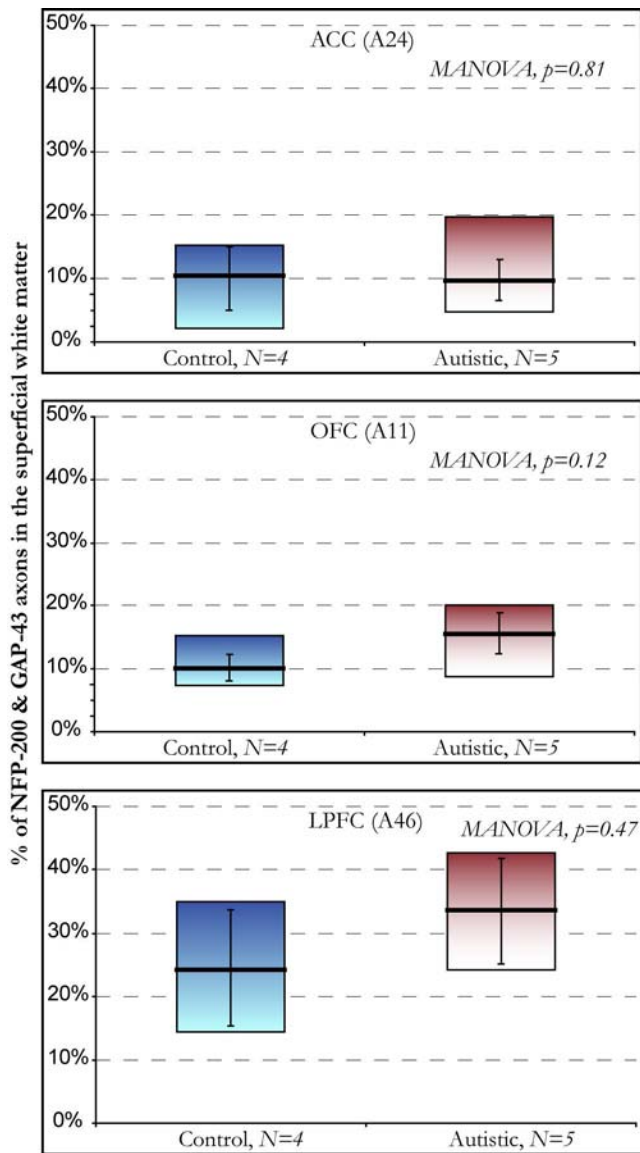 % of NFP-200 & GAP-43 axons in the superficial white matter
50%
ACC (A24)
MANOVA, p=0.81
40%
30%
20%
10%
0%
Control, N=4 Autistic, N=5
50%
OFC (A11)
MANOVA, p=0.12
40%
30%
20%
10%
0%
Control, N=4 Autistic, N=5
50%
LPFC (A46)
MANOVA, p=0.47
40%
30%
20%
10%
0%
Control, N=4 Autistic, N=5